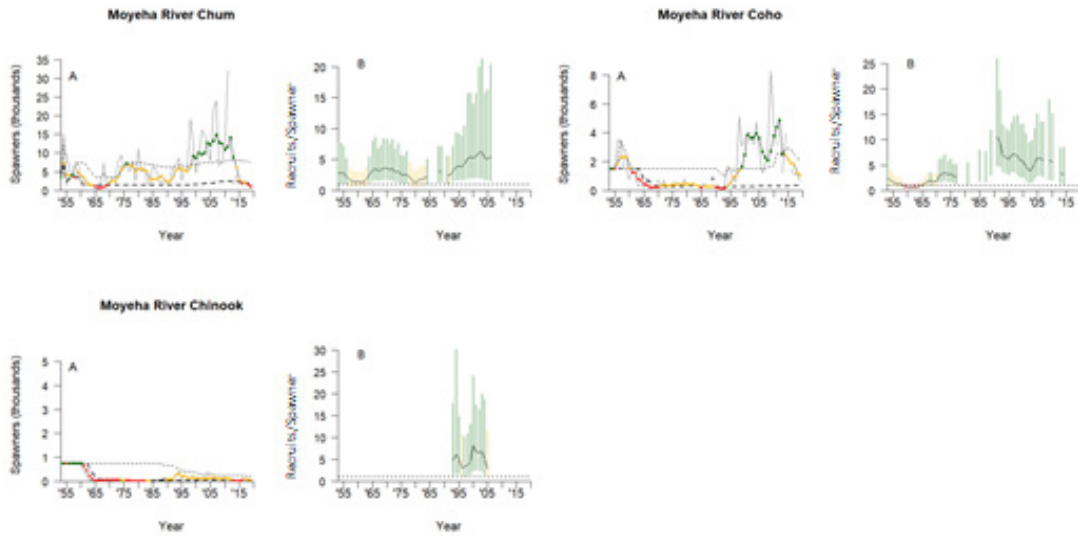 Moyeha River Chum
Moyeha River Coho
Spawners (thousands)
35
30
25
20
15
10
5
0
A
'55 '65 '75 '85 '95 '05 '15
Year
Recruits/Spawner
20
15
10
5
0
B
'55 '65 '75 '85 '95 '05 '15
Year
Spawners (thousands)
8
6
4
2
0
A
'55 '65 '75 '85 '95 '05 '15
Year
Recruits/Spawner
25
20
15
10
5
0
B
'55 '65 '75 '85 '95 '05 '15
Year
Moyeha River Chinook
Spawners (thousands)
5
4
3
2
1
0
A
'55 '65 '75 '85 '95 '05 '15
Year
Recruits/Spawner
30
25
20
15
10
5
0
B
'55 '65 '75 '85 '95 '05 '15
Year